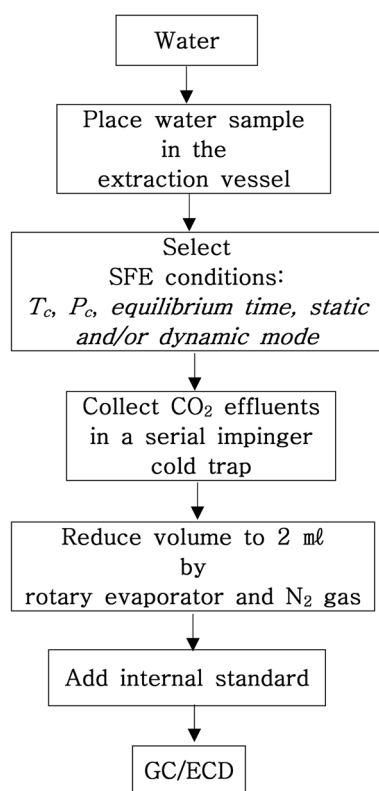 Water
Place water sample
in the
extraction vessel
Select
SFE conditions:
T꜀, P꜀, equilibrium time, static
and/or dynamic mode
Collect CO₂ effluents
in a serial impinger
cold trap
Reduce volume to 2 ㎖
by
rotary evaporator and N₂ gas
Add internal standard
GC/ECD